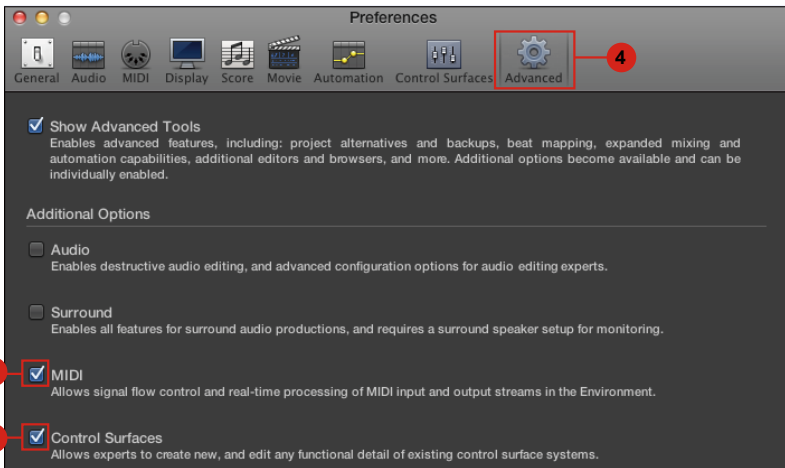 Preferences
General Audio MIDI Display Score Movie Automation Control Surfaces Advanced
4
Show Advanced Tools
Enables advanced features, including: project alternatives and backups, beat mapping, expanded mixing and
automation capabilities, additional editors and browsers, and more. Additional options become available and can be
individually enabled.
Additional Options
Audio
Enables destructive audio editing, and advanced configuration options for audio editing experts.
Surround
Enables all features for surround audio productions, and requires a surround speaker setup for monitoring.
MIDI
Allows signal flow control and real-time processing of MIDI input and output streams in the Environment.
Control Surfaces
Allows experts to create new, and edit any functional detail of existing control surface systems.